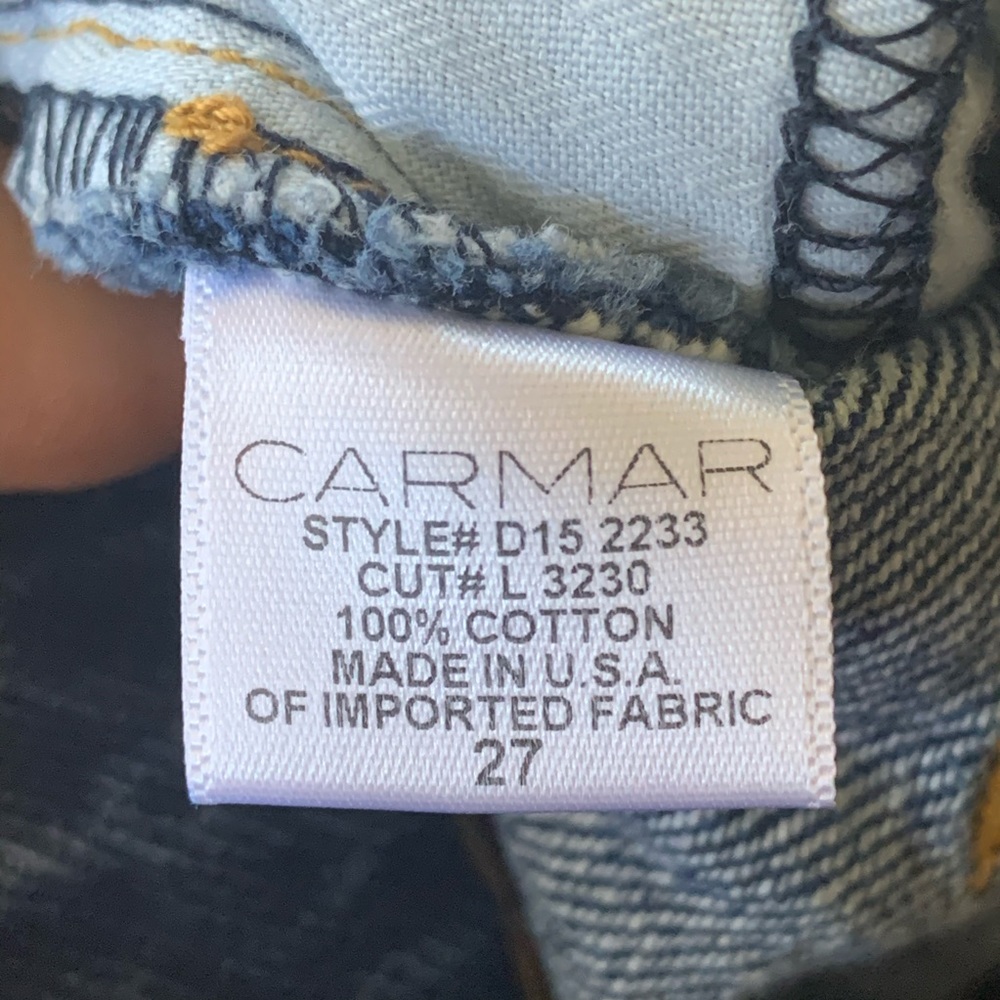 CARMAR
STYLE# D15 2233
CUT# L 3230
100% COTTON
MADE IN U.S.A.
OF IMPORTED FABRIC
27